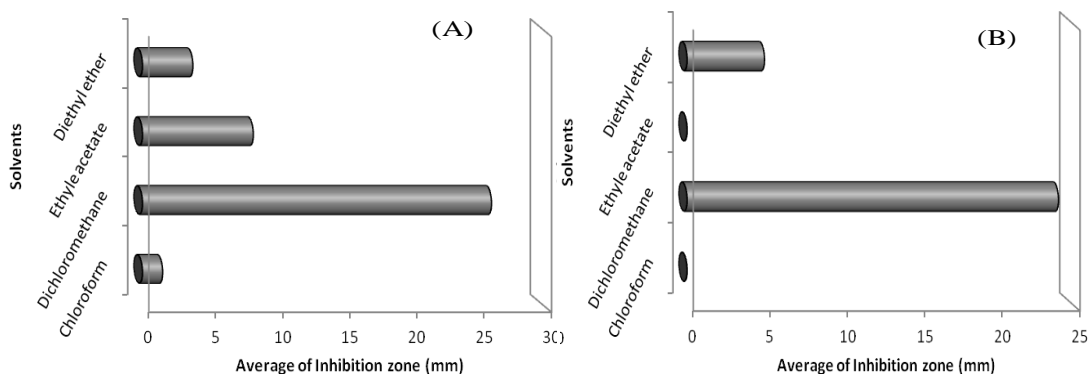 (A)
Solvents
Diethyl ether
Ethyle acetate
Dichloromethane
Chloroform
0 5 10 15 20 25 30
Average of Inhibition zone (mm)
(B)
Solvents
Diethyl ether
Ethyle acetate
Dichloromethane
Chloroform
0 5 10 15 20 25
Average of Inhibition zone (mm)